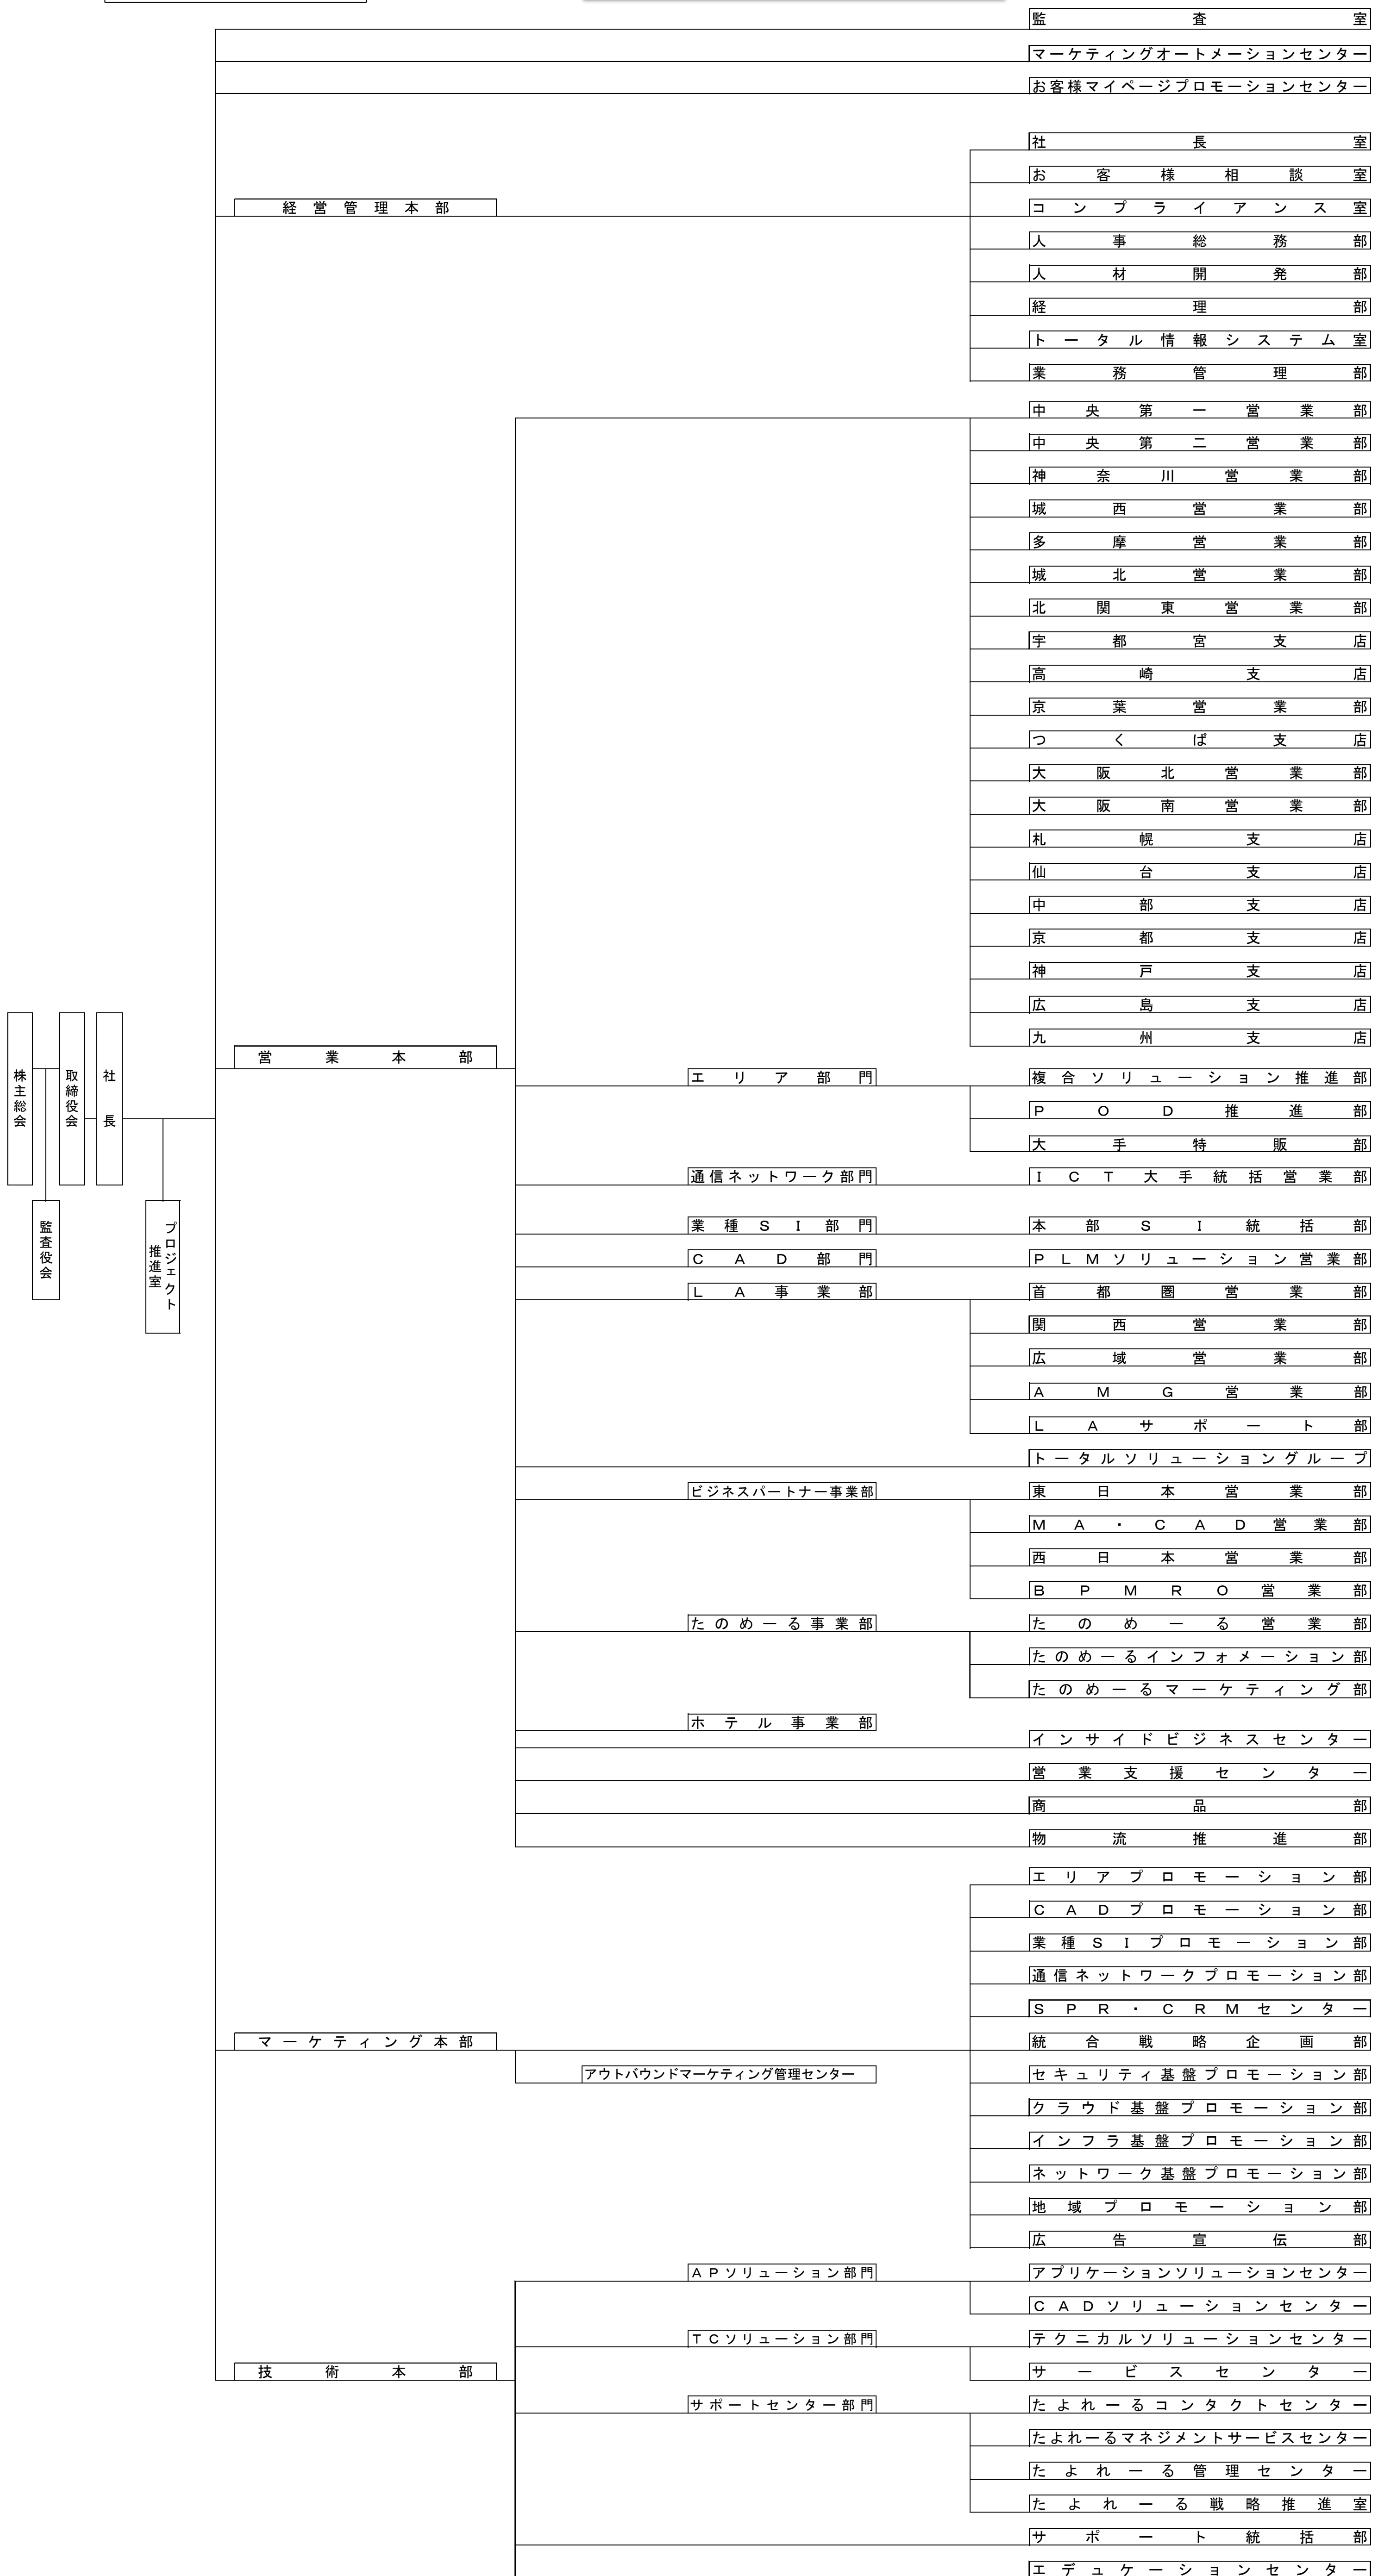 監査室
マーケティングオートメーションセンター
お客様マイページプロモーションセンター
社長室
お客様相談室
経営管理本部
コンプライアンス室
人事総務部
人材開発部
経理部
トータル情報システム室
業務管理部
中央第一営業部
中央第二営業部
神奈川営業部
城西営業部
多摩営業部
城北営業部
北関東営業部
宇都宮支店
高崎支店
京葉営業部
つくば支店
大阪北営業部
大阪南営業部
札幌支店
仙台支店
中部支店
京都支店
神戸支店
広島支店
九州支店
株主総会
取締役会
社長
監査役会
プロジェクト
推進室
営業本部
エリア部門
複合ソリューション推進部
ＰＯＤ推進部
大手特販部
通信ネットワーク部門
ＩＣＴ大手統括営業部
業種ＳＩ部門
本部ＳＩ統括部
ＣＡＤ部門
ＰＬＭソリューション営業部
ＬＡ事業部
首都圏営業部
関西営業部
広域営業部
ＡＭＧ営業部
ＬＡサポート部
トータルソリューショングループ
ビジネスパートナー事業部
東日本営業部
ＭＡ・ＣＡＤ営業部
西日本営業部
ＢＰＭＲＯ営業部
たのめーる事業部
たのめーる営業部
たのめーるインフォメーション部
たのめーるマーケティング部
ホテル事業部
インサイドビジネスセンター
営業支援センター
商品部
物流推進部
エリアプロモーション部
ＣＡＤプロモーション部
業種ＳＩプロモーション部
通信ネットワークプロモーション部
ＳＰＲ・ＣＲＭセンター
マーケティング本部
統合戦略企画部
アウトバウンドマーケティング管理センター
セキュリティ基盤プロモーション部
クラウド基盤プロモーション部
インフラ基盤プロモーション部
ネットワーク基盤プロモーション部
地域プロモーション部
広告宣伝部
ＡＰソリューション部門
アプリケーションソリューションセンター
ＣＡＤソリューションセンター
ＴＣソリューション部門
テクニカルソリューションセンター
技術本部
サービスセンター
サポートセンター部門
たよれーるコンタクトセンター
たよれーるマネジメントサービスセンター
たよれーる管理センター
たよれーる戦略推進室
サポート統括部
エデュケーションセンター